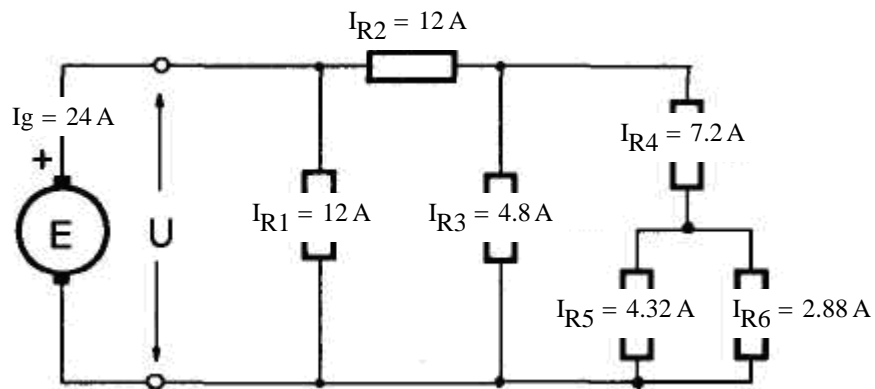 I_R2 = 12 A
Ig = 24 A
+
E
U
I_R1 = 12 A
I_R3 = 4.8 A
I_R4 = 7.2 A
I_R5 = 4.32 A
I_R6 = 2.88 A